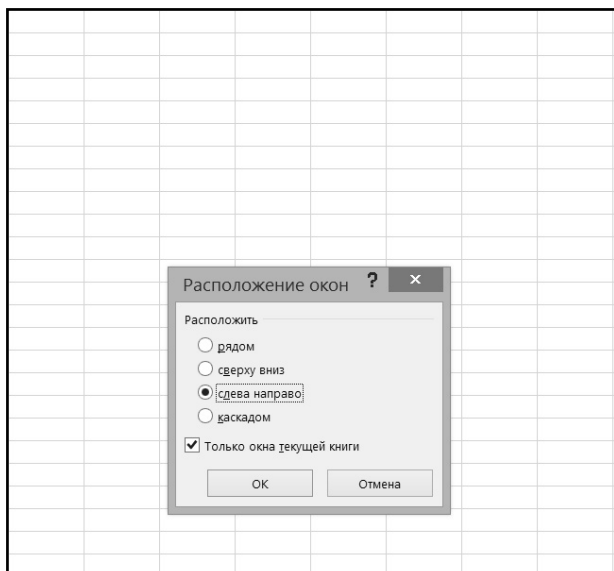 Расположение окон ? ×
Расположить
рядом
сверху вниз
слева направо
каскадом
Только окна текущей книги
ОК Отмена